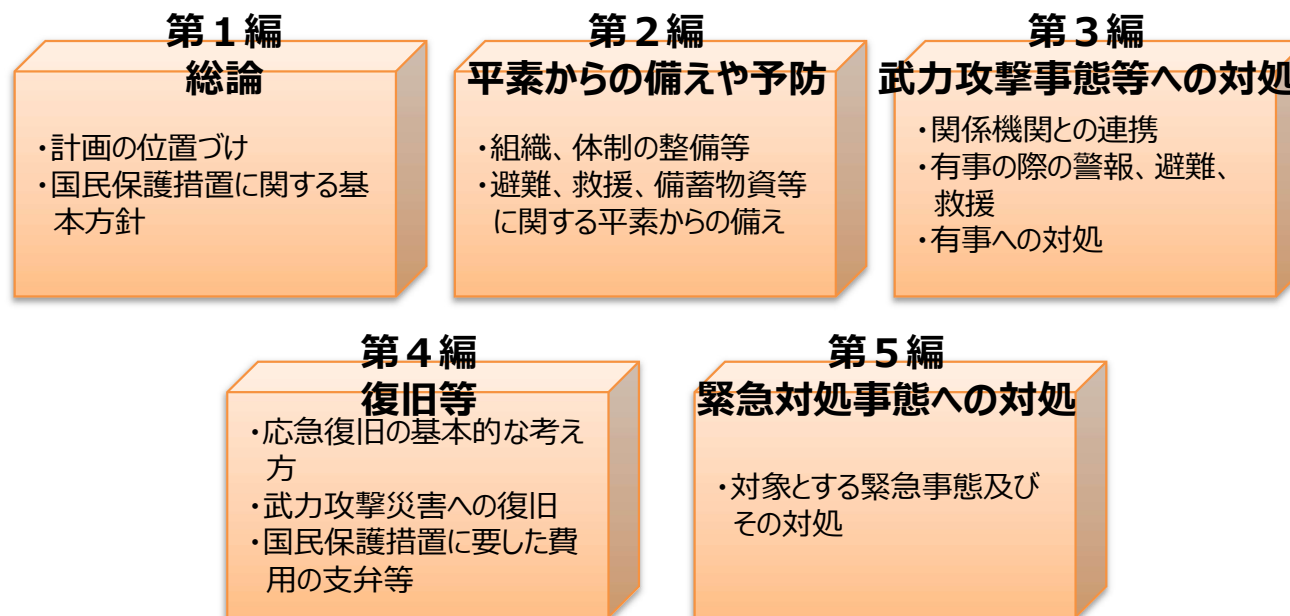 第１編
総論
・計画の位置づけ
・国民保護措置に関する基
本方針
第２編
平素からの備えや予防
・組織、体制の整備等
・避難、救援、備蓄物資等
に関する平素からの備え
第３編
武力攻撃事態等への対処
・関係機関との連携
・有事の際の警報、避難、
救援
・有事への対処
第４編
復旧等
・応急復旧の基本的な考え
方
・武力攻撃災害への復旧
・国民保護措置に要した費
用の支弁等
第５編
緊急対処事態への対処
・対象とする緊急事態及び
その対処